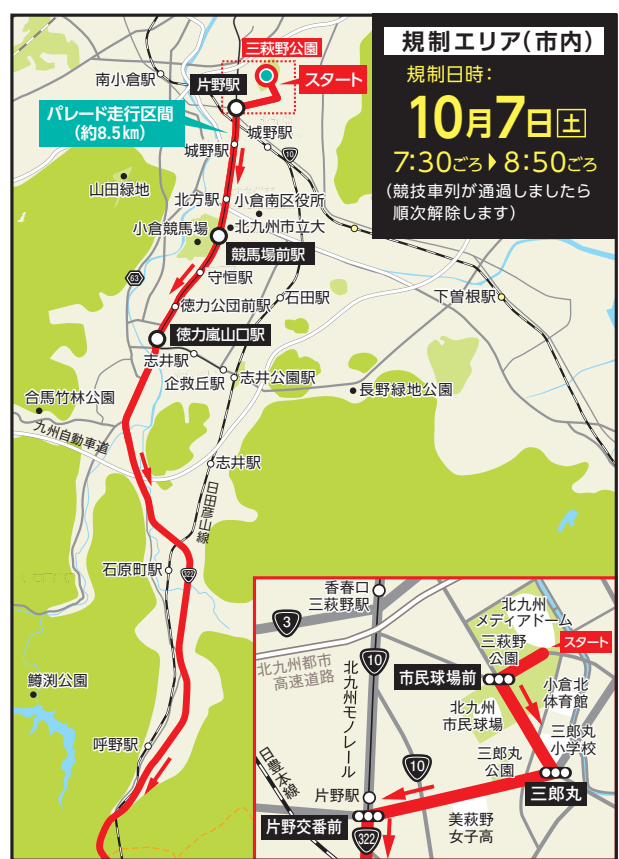 規制エリア(市内)
規制日時:
10月7日土
7:30ごろ▶8:50ごろ
(競技車列が通過しましたら
順次解除します)
三萩野公園
スタート
南小倉駅
片野駅
パレード走行区間
(約8.5km)
城野駅
城野駅
10
山田緑地
北方駅
小倉南区役所
小倉競馬場
北九州市立大
競馬場前駅
63
守恒駅
徳力公団前駅
石田駅
下曽根駅
徳力嵐山口駅
志井駅
企救丘駅
志井公園駅
長野緑地公園
合馬竹林公園
九州自動車道
志井駅
日田彦山線
石原町駅
322
鱒渕公園
呼野駅
香春口
三萩野駅
3
北九州
メディアドーム
スタート
三萩野
公園
北九州都市
高速道路
10
市民球場前
小倉北
体育館
北九州モノレール
北九州
市民球場
三郎丸
小学校
日豊本線
10
三郎丸
公園
三郎丸
片野駅
片野交番前
322
美萩野
女子高